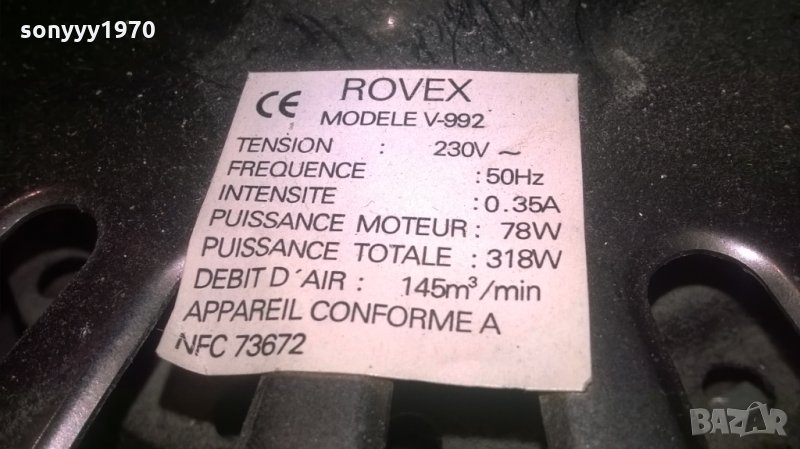 sonyyy1970
CE ROVEX
MODELE V-992
TENSION : 230V ~
FREQUENCE : 50Hz
INTENSITE : 0.35A
PUISSANCE MOTEUR : 78W
PUISSANCE TOTALE : 318W
DEBIT D'AIR : 145m³/min
APPAREIL CONFORME A
NFC 73672
BAZAR